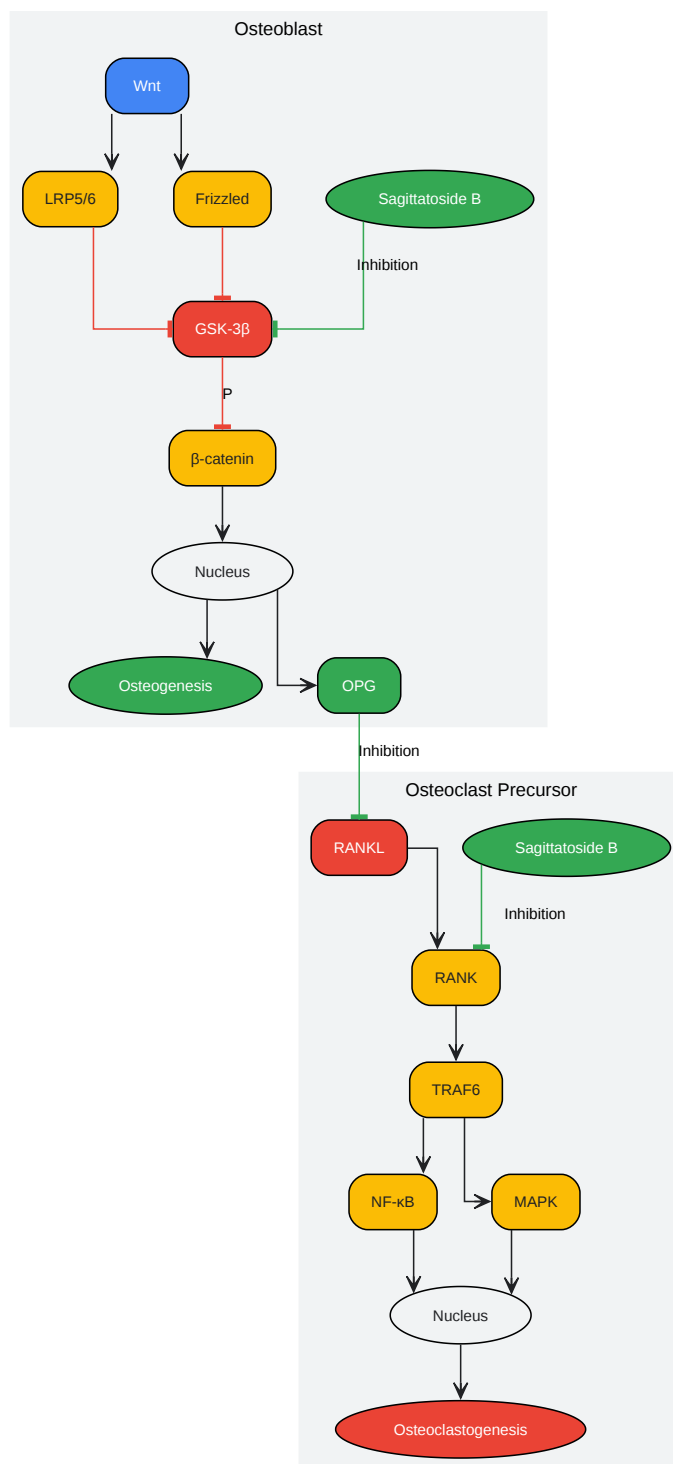 Osteoblast
Wnt
LRP5/6
Frizzled
Sagittatoside B
Inhibition
GSK-3β
P
β-catenin
Nucleus
Osteogenesis
OPG
Inhibition
Osteoclast Precursor
RANKL
Sagittatoside B
Inhibition
RANK
TRAF6
NF-κB
MAPK
Nucleus
Osteoclastogenesis